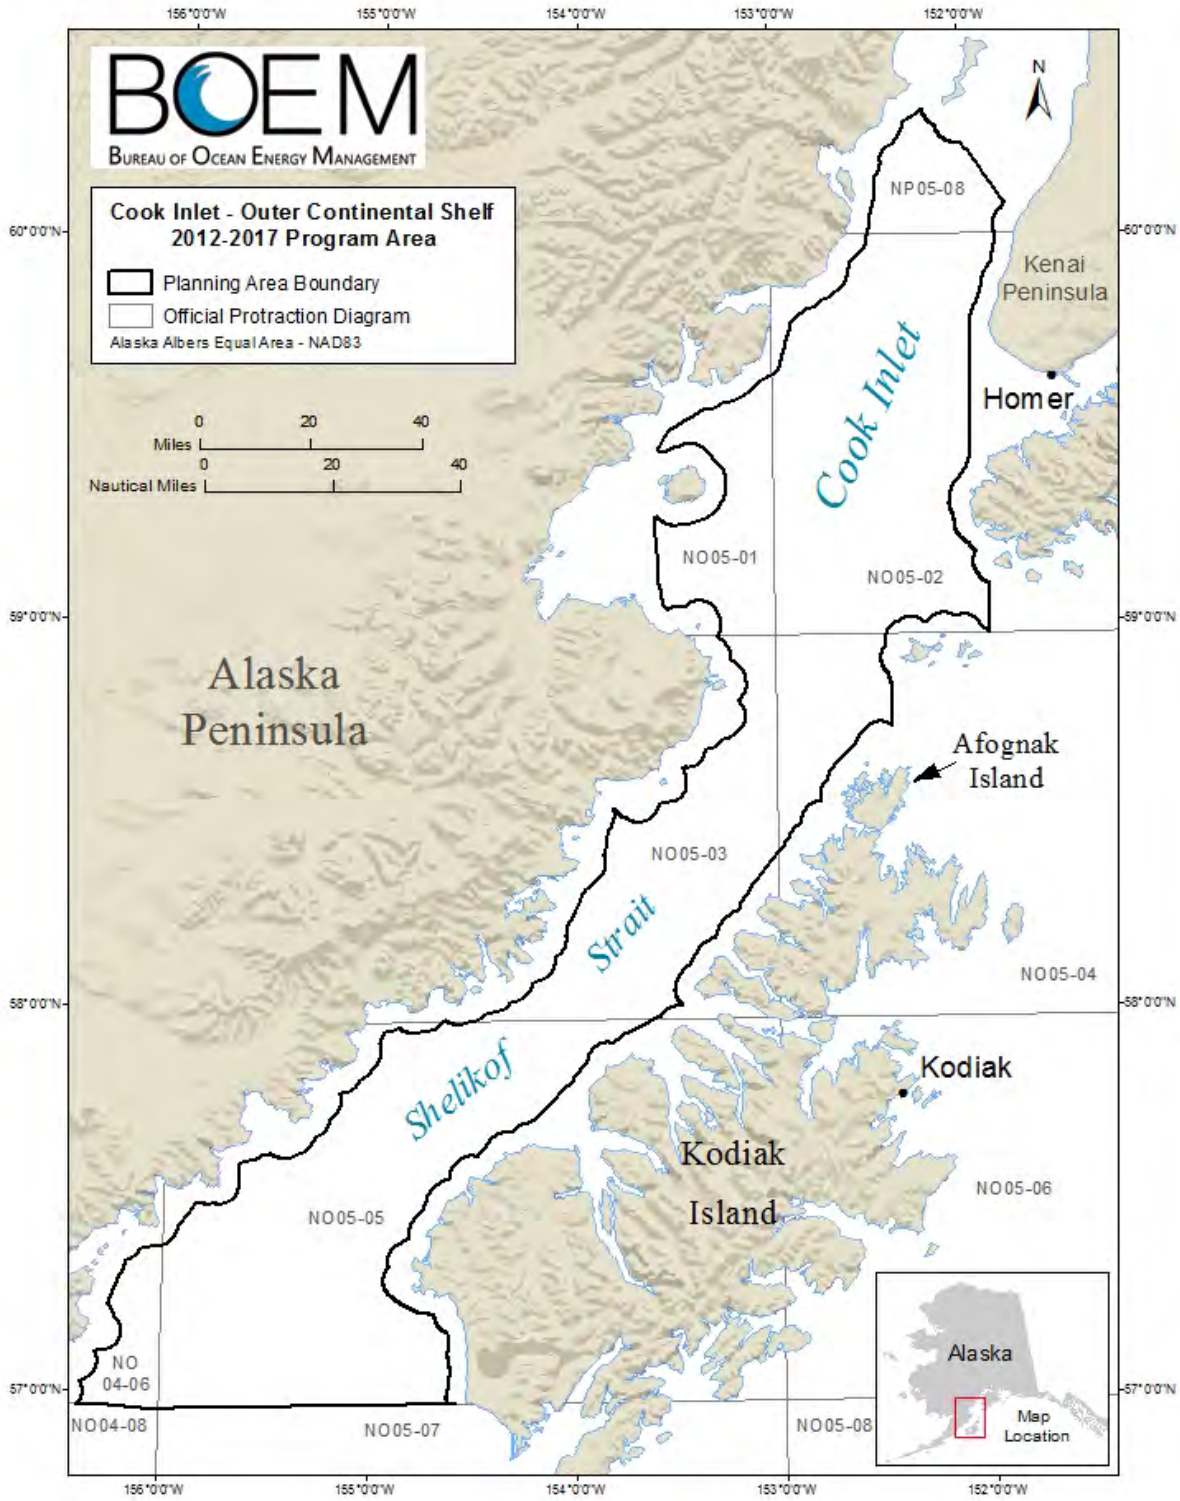 156°0'0"W
155°0'0"W
154°0'0"W
153°0'0"W
152°0'0"W
BOEM
BUREAU OF OCEAN ENERGY MANAGEMENT
N
NP05-08
Cook Inlet - Outer Continental Shelf
2012-2017 Program Area
Planning Area Boundary
Official Protraction Diagram
Alaska Albers Equal Area - NAD83
60°0'0"N
60°0'0"N
Kenai
Peninsula
Cook Inlet
Homer
0 20 40
Miles
0 20 40
Nautical Miles
NO05-01
NO05-02
59°0'0"N
59°0'0"N
Alaska
Peninsula
Afognak
Island
NO05-03
Strait
NO05-04
58°0'0"N
58°0'0"N
Shelikof
Kodiak
Kodiak
Island
NO05-06
NO05-05
Alaska
Map
Location
NO
04-06
57°0'0"N
57°0'0"N
NO04-08
NO05-07
NO05-08
156°0'0"W
155°0'0"W
154°0'0"W
153°0'0"W
152°0'0"W